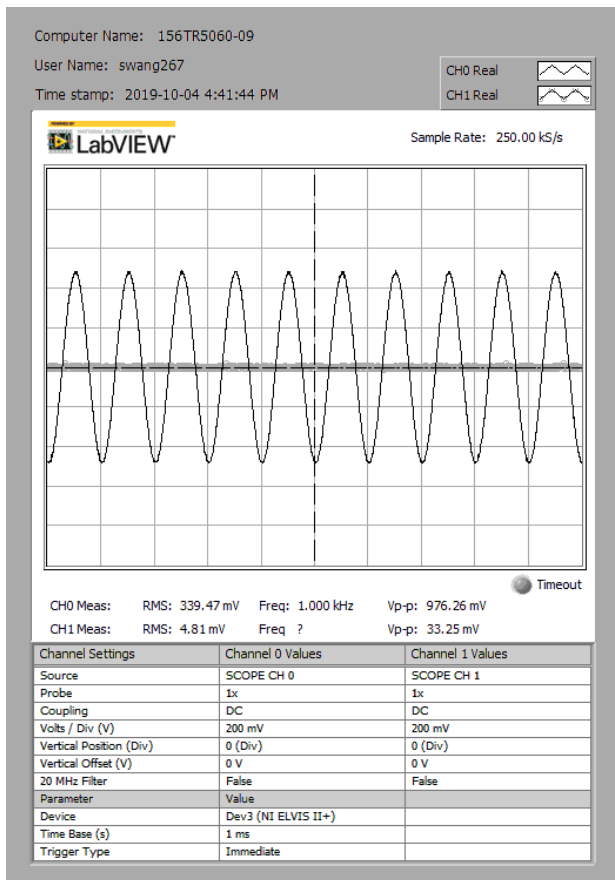 Computer Name: 156TR5060-09
User Name: swang267
Time stamp: 2019-10-04 4:41:44 PM
CH0 Real
CH1 Real
POWERED BY
NATIONAL INSTRUMENTS
LabVIEW™
Sample Rate: 250.00 kS/s
Timeout
CH0 Meas: RMS: 339.47 mV Freq: 1.000 kHz Vp-p: 976.26 mV
CH1 Meas: RMS: 4.81 mV Freq ? Vp-p: 33.25 mV
Channel Settings Channel 0 Values Channel 1 Values
Source SCOPE CH 0 SCOPE CH 1
Probe 1x 1x
Coupling DC DC
Volts / Div (V) 200 mV 200 mV
Vertical Position (Div) 0 (Div) 0 (Div)
Vertical Offset (V) 0 V 0 V
20 MHz Filter False False
Parameter Value
Device Dev3 (NI ELVIS II+)
Time Base (s) 1 ms
Trigger Type Immediate